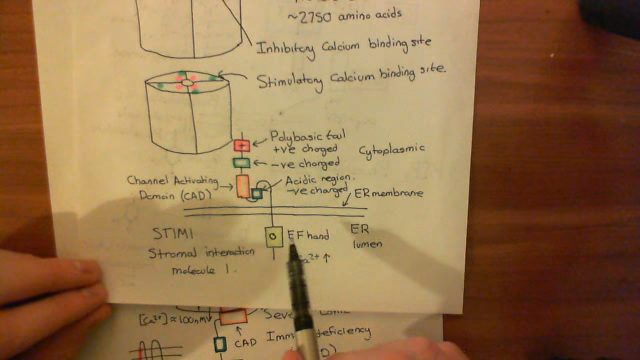 ~2750 amino acids
Inhibitory Calcium binding site
Stimulatory Calcium binding site.
Polybasic tail
+ve charged
-ve charged
Cytoplasmic
Channel Activating
Domain (CAD)
Acidic region.
-ve charged
ER membrane
STIM1
Stromal interaction
molecule 1.
EF hand
ER
lumen
Ca2+ ↑
[Ca2+] ≈ 100nM
CAD